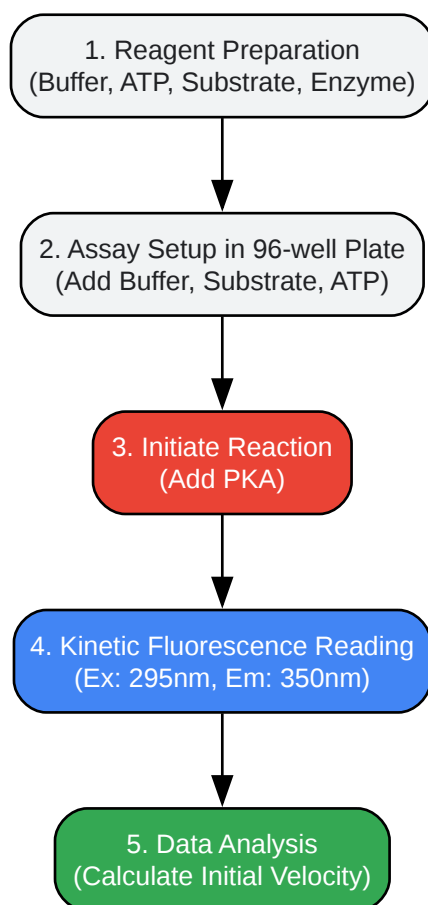 1. Reagent Preparation
(Buffer, ATP, Substrate, Enzyme)
2. Assay Setup in 96-well Plate
(Add Buffer, Substrate, ATP)
3. Initiate Reaction
(Add PKA)
4. Kinetic Fluorescence Reading
(Ex: 295nm, Em: 350nm)
5. Data Analysis
(Calculate Initial Velocity)